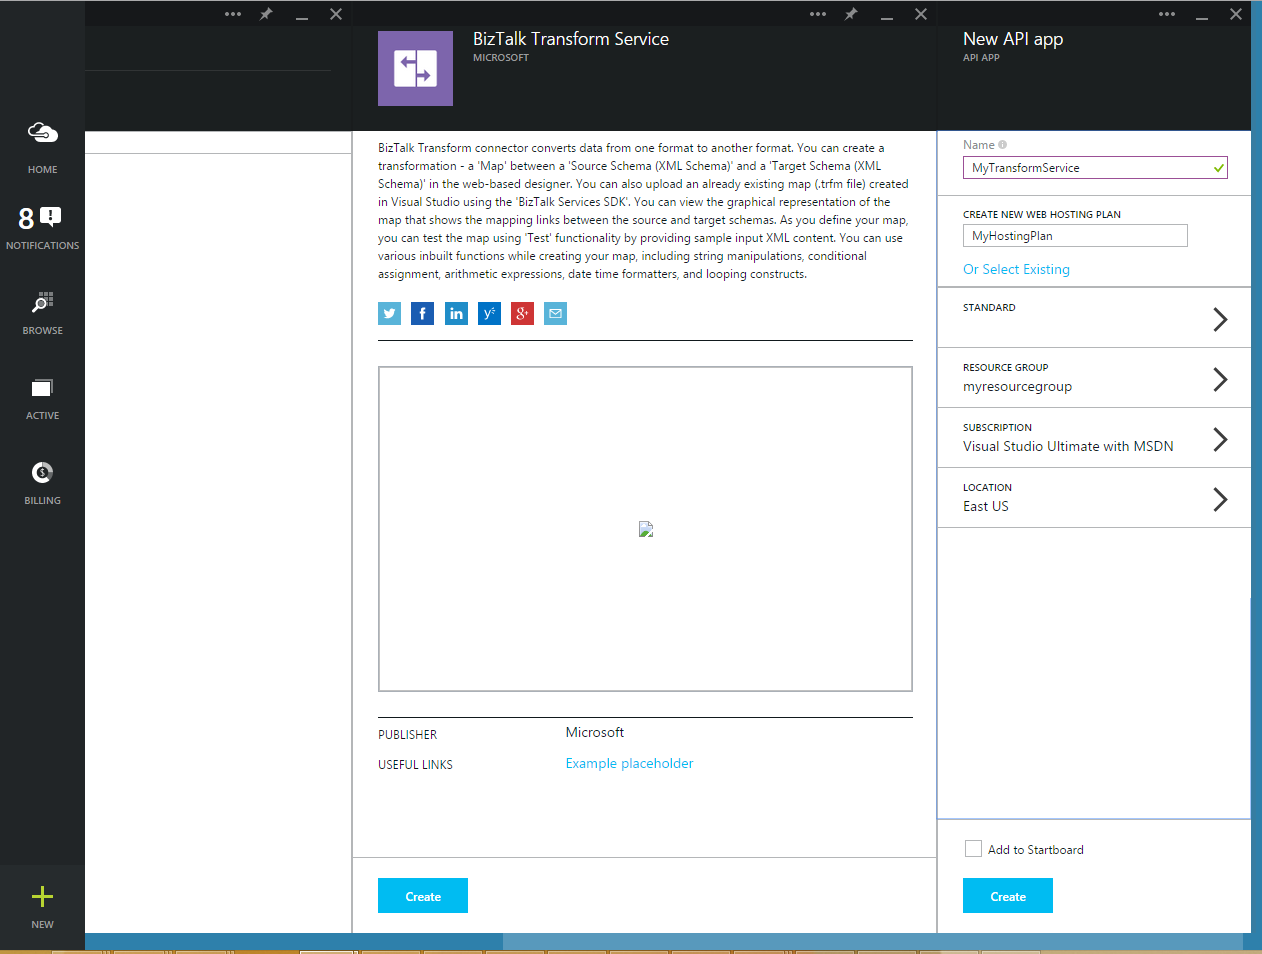 HOME
8
NOTIFICATIONS
BROWSE
ACTIVE
BILLING
NEW
BizTalk Transform Service
MICROSOFT
BizTalk Transform connector converts data from one format to another format. You can create a
transformation - a 'Map' between a 'Source Schema (XML Schema)' and a 'Target Schema (XML
Schema)' in the web-based designer. You can also upload an already existing map (.trfm file) created
in Visual Studio using the 'BizTalk Services SDK'. You can view the graphical representation of the
map that shows the mapping links between the source and target schemas. As you define your map,
you can test the map using 'Test' functionality by providing sample input XML content. You can use
various inbuilt functions while creating your map, including string manipulations, conditional
assignment, arithmetic expressions, date time formatters, and looping constructs.
PUBLISHER
Microsoft
USEFUL LINKS
Example placeholder
Create
New API app
API APP
Name
MyTransformService
CREATE NEW WEB HOSTING PLAN
MyHostingPlan
Or Select Existing
STANDARD
RESOURCE GROUP
myresourcegroup
SUBSCRIPTION
Visual Studio Ultimate with MSDN
LOCATION
East US
Add to Startboard
Create